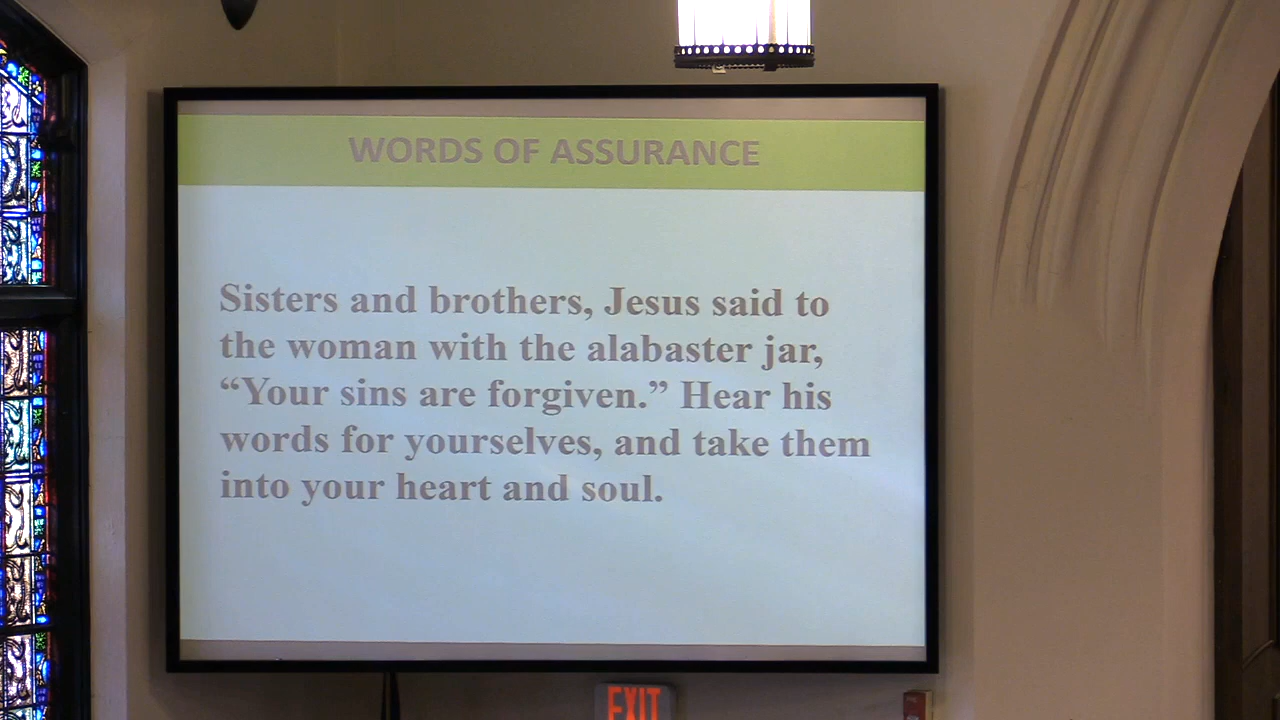 WORDS OF ASSURANCE
Sisters and brothers, Jesus said to
the woman with the alabaster jar,
“Your sins are forgiven.” Hear his
words for yourselves, and take them
into your heart and soul.
EXIT